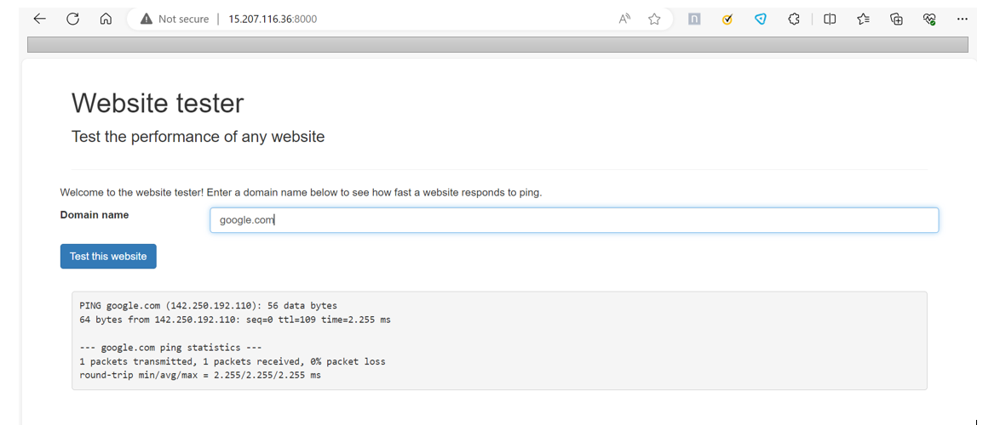 Not secure | 15.207.116.36:8000
Website tester
Test the performance of any website
Welcome to the website tester! Enter a domain name below to see how fast a website responds to ping.
Domain name
google.com
Test this website
PING google.com (142.250.192.110): 56 data bytes
64 bytes from 142.250.192.110: seq=0 ttl=109 time=2.255 ms
--- google.com ping statistics ---
1 packets transmitted, 1 packets received, 0% packet loss
round-trip min/avg/max = 2.255/2.255/2.255 ms